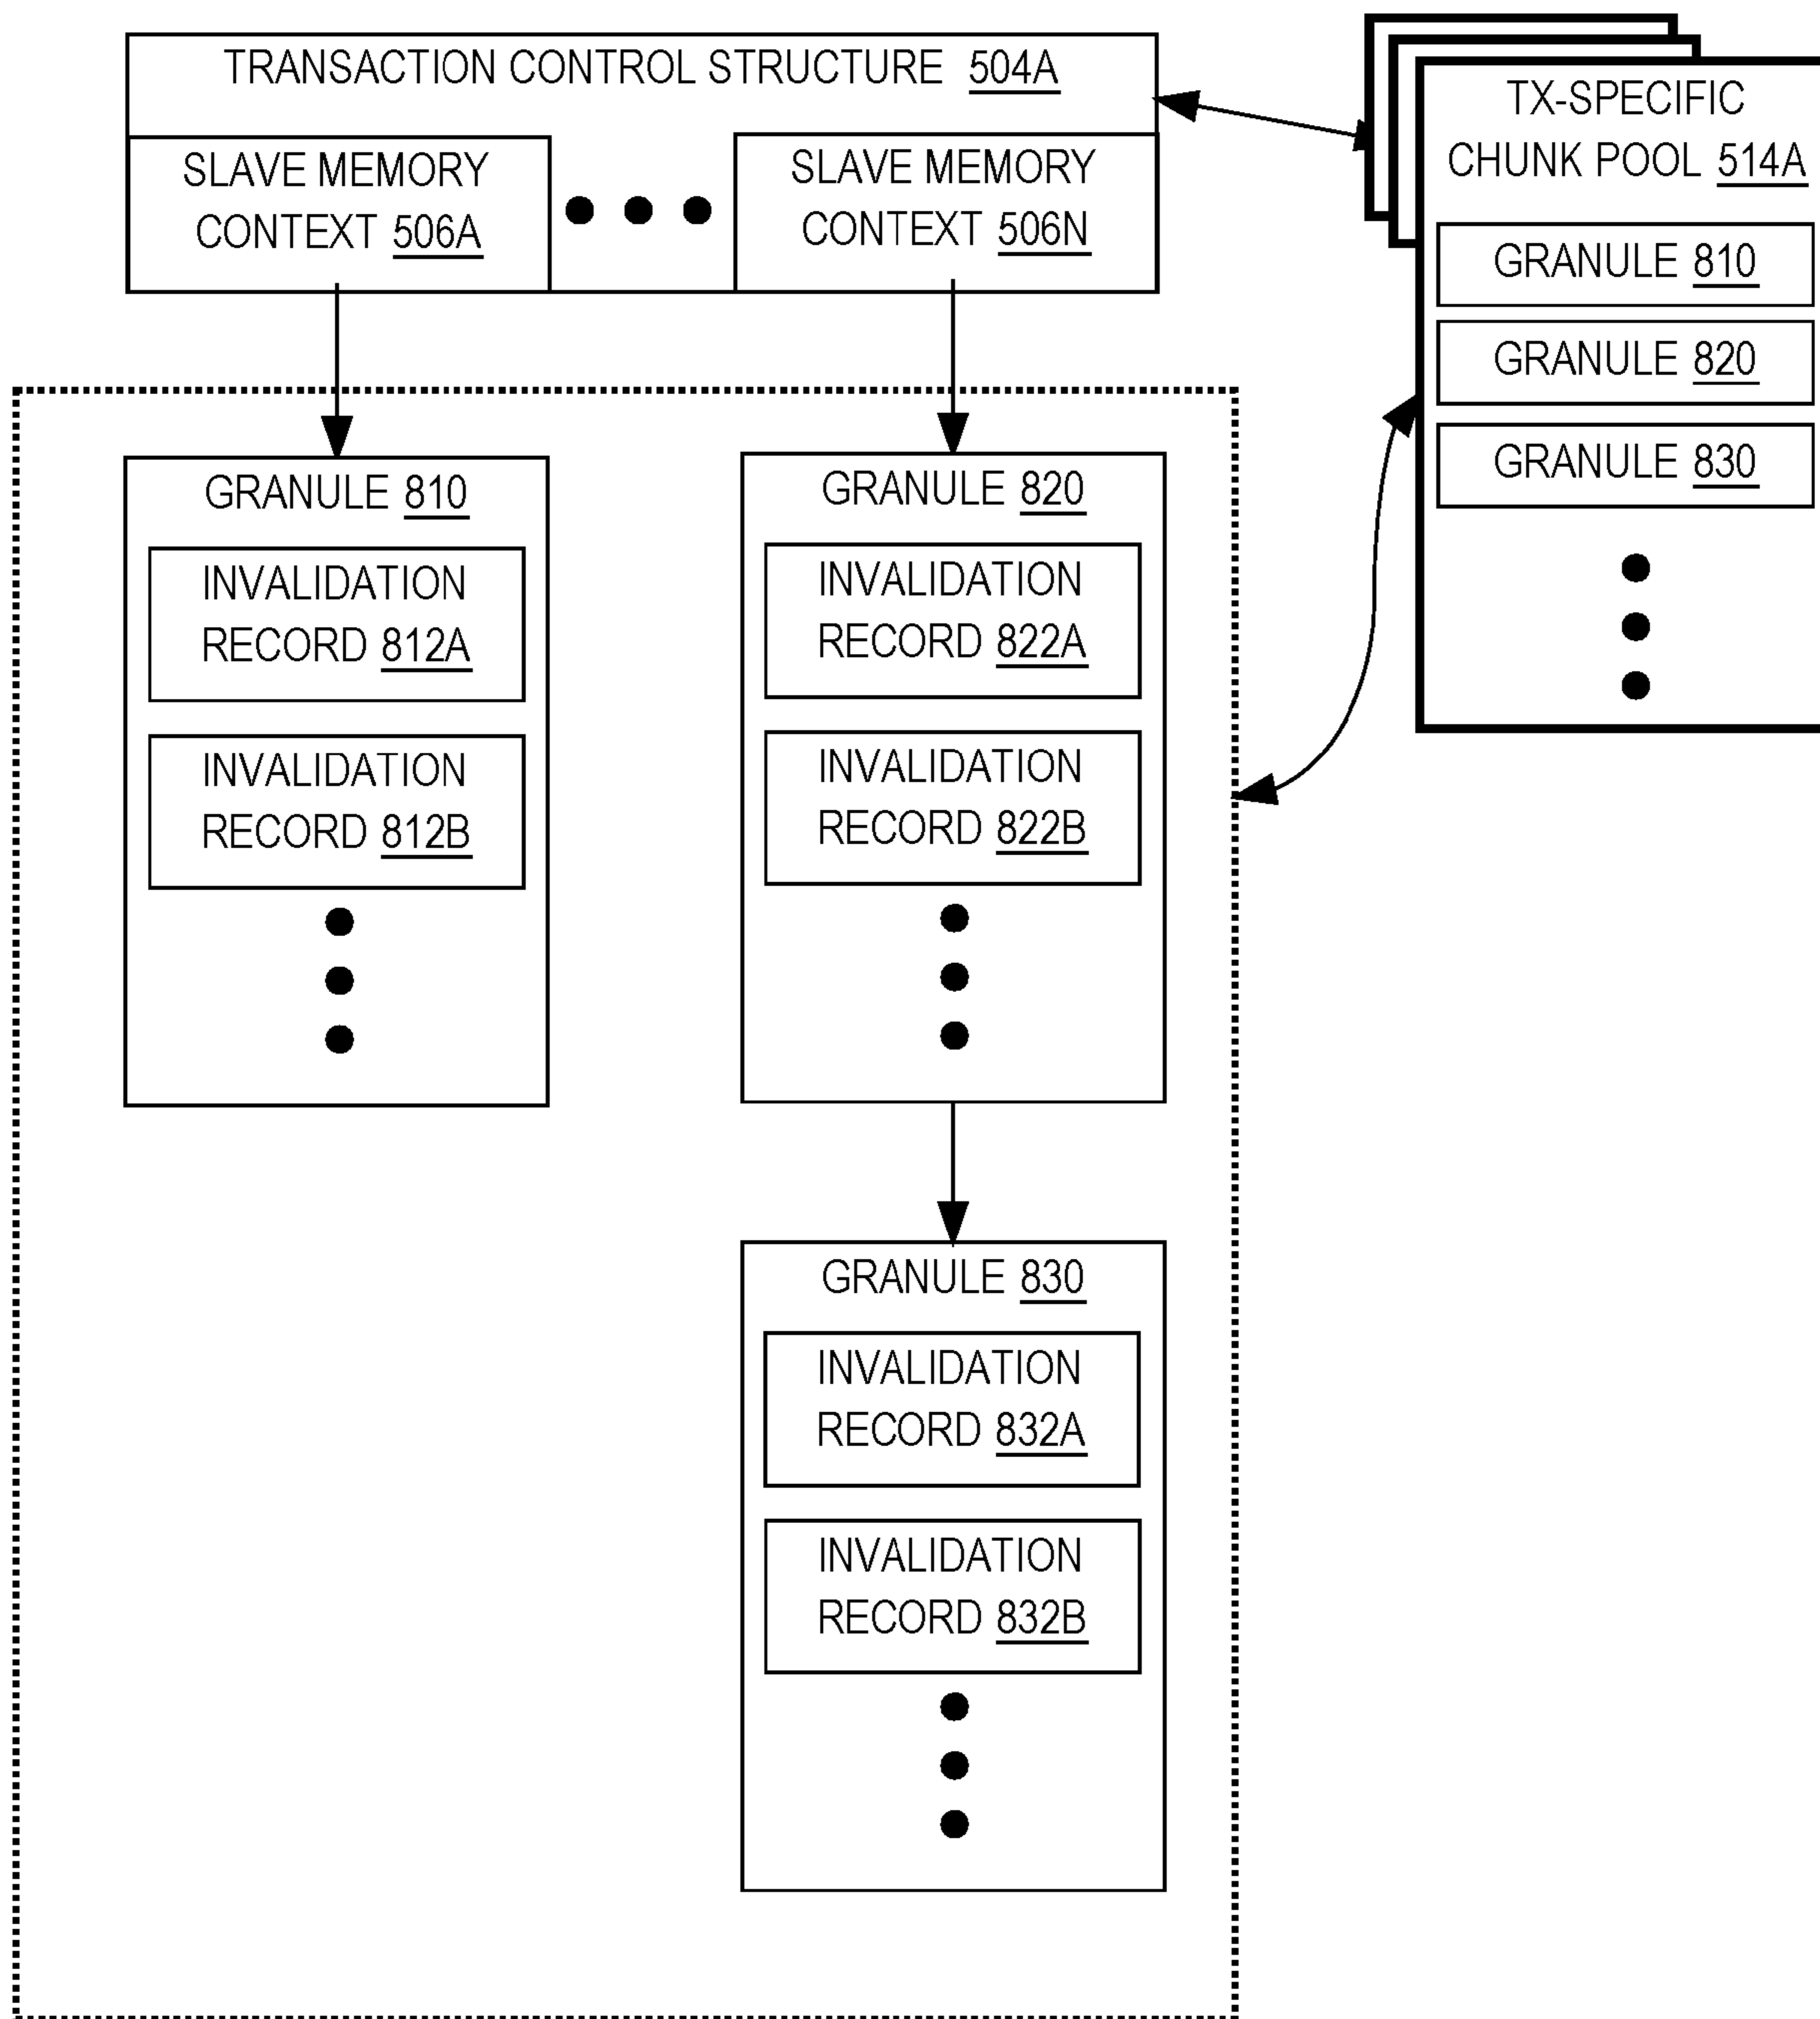 TRANSACTION CONTROL STRUCTURE 504A
SLAVE MEMORY
CONTEXT 506A
SLAVE MEMORY
CONTEXT 506N
TX-SPECIFIC
CHUNK POOL 514A
GRANULE 810
GRANULE 820
GRANULE 830
GRANULE 810
INVALIDATION
RECORD 812A
INVALIDATION
RECORD 812B
GRANULE 820
INVALIDATION
RECORD 822A
INVALIDATION
RECORD 822B
GRANULE 830
INVALIDATION
RECORD 832A
INVALIDATION
RECORD 832B